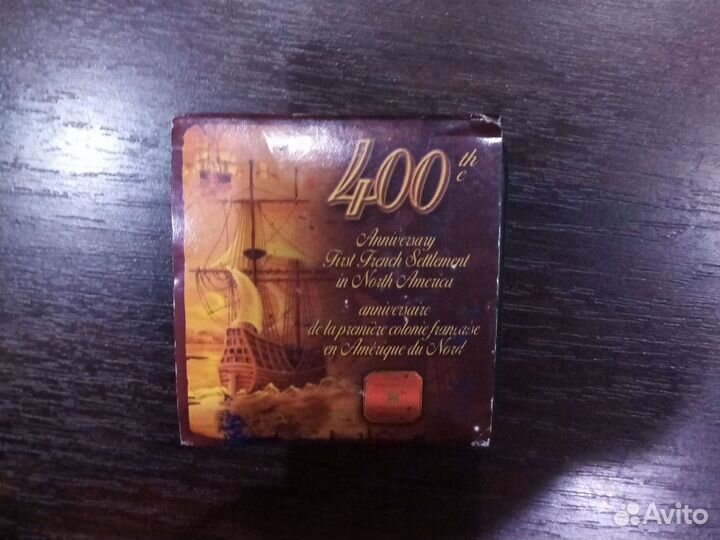 400th
e
Anniversary
First French Settlement
in North America
anniversaire
de la première colonie française
en Amérique du Nord
Avito